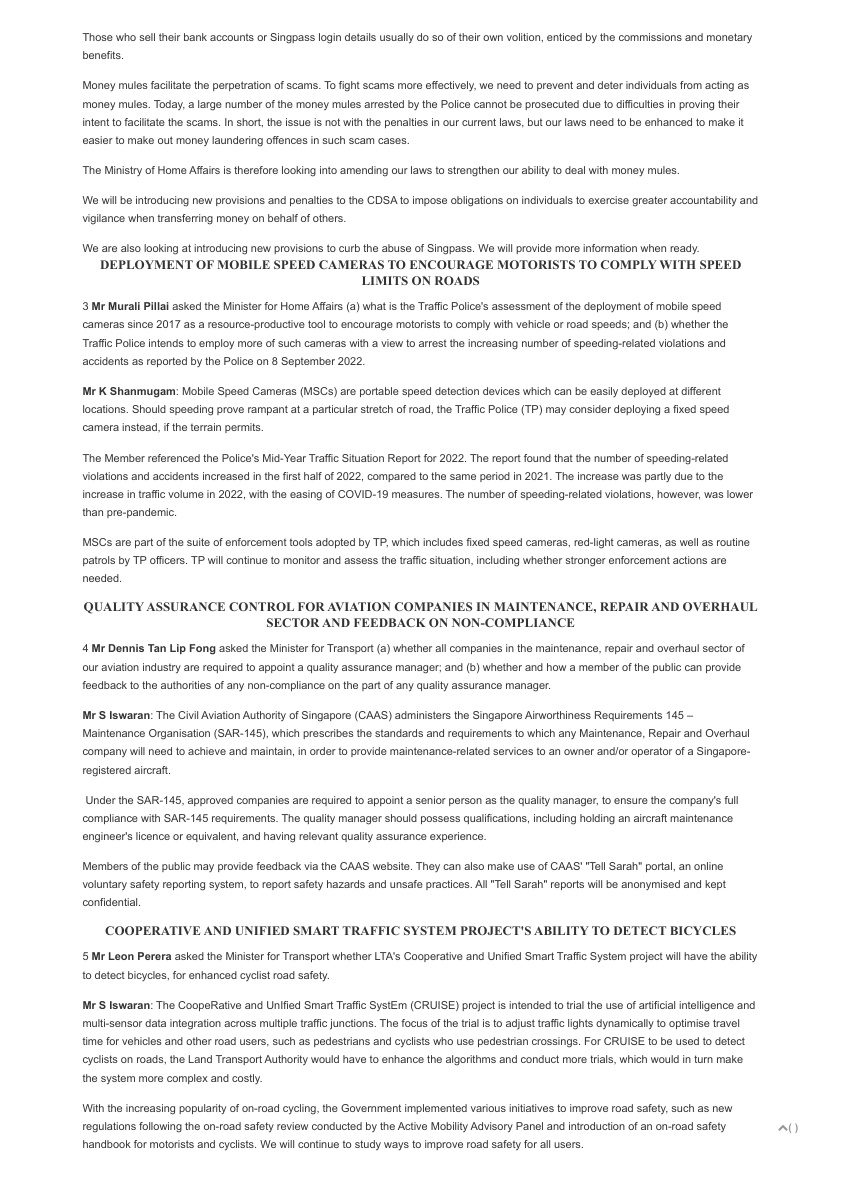 Those who sell their bank accounts or Singpass login details usually do so of their own volition, enticed by the commissions and monetary
benefits.
Money mules facilitate the perpetration of scams. To fight scams more effectively, we need to prevent and deter individuals from acting as
money mules. Today, a large number of the money mules arrested by the Police cannot be prosecuted due to difficulties in proving their
intent to facilitate the scams. In short, the issue is not with the penalties in our current laws, but our laws need to be enhanced to make it
easier to make out money laundering offences in such scam cases.
The Ministry of Home Affairs is therefore looking into amending our laws to strengthen our ability to deal with money mules.
We will be introducing new provisions and penalties to the CDSA to impose obligations on individuals to exercise greater accountability and
vigilance when transferring money on behalf of others.
We are also looking at introducing new provisions to curb the abuse of Singpass. We will provide more information when ready.
DEPLOYMENT OF MOBILE SPEED CAMERAS TO ENCOURAGE MOTORISTS TO COMPLY WITH SPEED
LIMITS ON ROADS
3 Mr Murali Pillai asked the Minister for Home Affairs (a) what is the Traffic Police's assessment of the deployment of mobile speed
cameras since 2017 as a resource-productive tool to encourage motorists to comply with vehicle or road speeds; and (b) whether the
Traffic Police intends to employ more of such cameras with a view to arrest the increasing number of speeding-related violations and
accidents as reported by the Police on 8 September 2022.
Mr K Shanmugam: Mobile Speed Cameras (MSCs) are portable speed detection devices which can be easily deployed at different
locations. Should speeding prove rampant at a particular stretch of road, the Traffic Police (TP) may consider deploying a fixed speed
camera instead, if the terrain permits.
The Member referenced the Police's Mid-Year Traffic Situation Report for 2022. The report found that the number of speeding-related
violations and accidents increased in the first half of 2022, compared to the same period in 2021. The increase was partly due to the
increase in traffic volume in 2022, with the easing of COVID-19 measures. The number of speeding-related violations, however, was lower
than pre-pandemic.
MSCs are part of the suite of enforcement tools adopted by TP, which includes fixed speed cameras, red-light cameras, as well as routine
patrols by TP officers. TP will continue to monitor and assess the traffic situation, including whether stronger enforcement actions are
needed.
QUALITY ASSURANCE CONTROL FOR AVIATION COMPANIES IN MAINTENANCE, REPAIR AND OVERHAUL
SECTOR AND FEEDBACK ON NON-COMPLIANCE
4 Mr Dennis Tan Lip Fong asked the Minister for Transport (a) whether all companies in the maintenance, repair and overhaul sector of
our aviation industry are required to appoint a quality assurance manager; and (b) whether and how a member of the public can provide
feedback to the authorities of any non-compliance on the part of any quality assurance manager.
Mr S Iswaran: The Civil Aviation Authority of Singapore (CAAS) administers the Singapore Airworthiness Requirements 145 –
Maintenance Organisation (SAR-145), which prescribes the standards and requirements to which any Maintenance, Repair and Overhaul
company will need to achieve and maintain, in order to provide maintenance-related services to an owner and/or operator of a Singapore-
registered aircraft.
Under the SAR-145, approved companies are required to appoint a senior person as the quality manager, to ensure the company's full
compliance with SAR-145 requirements. The quality manager should possess qualifications, including holding an aircraft maintenance
engineer's licence or equivalent, and having relevant quality assurance experience.
Members of the public may provide feedback via the CAAS website. They can also make use of CAAS' "Tell Sarah" portal, an online
voluntary safety reporting system, to report safety hazards and unsafe practices. All "Tell Sarah" reports will be anonymised and kept
confidential.
COOPERATIVE AND UNIFIED SMART TRAFFIC SYSTEM PROJECT'S ABILITY TO DETECT BICYCLES
5 Mr Leon Perera asked the Minister for Transport whether LTA's Cooperative and Unified Smart Traffic System project will have the ability
to detect bicycles, for enhanced cyclist road safety.
Mr S Iswaran: The CoopeRative and UnIfied Smart Traffic SystEm (CRUISE) project is intended to trial the use of artificial intelligence and
multi-sensor data integration across multiple traffic junctions. The focus of the trial is to adjust traffic lights dynamically to optimise travel
time for vehicles and other road users, such as pedestrians and cyclists who use pedestrian crossings. For CRUISE to be used to detect
cyclists on roads, the Land Transport Authority would have to enhance the algorithms and conduct more trials, which would in turn make
the system more complex and costly.
With the increasing popularity of on-road cycling, the Government implemented various initiatives to improve road safety, such as new
regulations following the on-road safety review conducted by the Active Mobility Advisory Panel and introduction of an on-road safety
handbook for motorists and cyclists. We will continue to study ways to improve road safety for all users.
( )